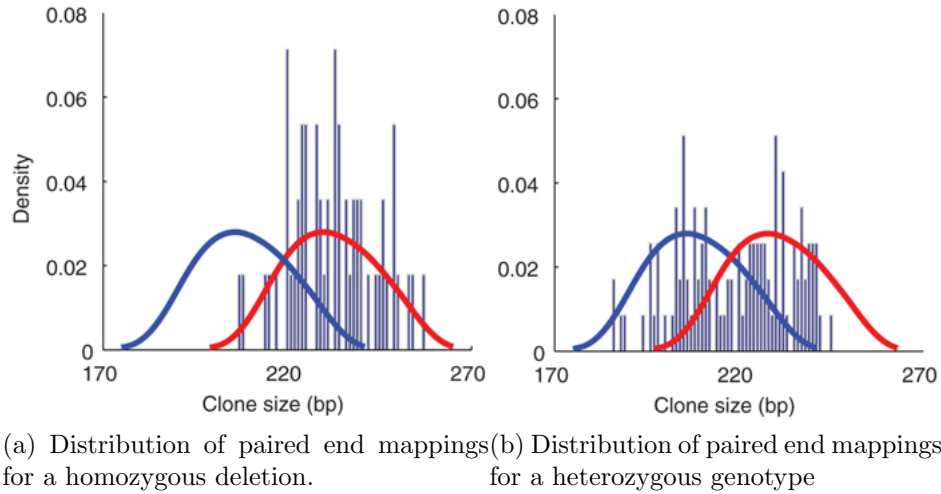 0.08
0.06
0.04
0.02
0
Density
170
220
270
Clone size (bp)
0.08
0.06
0.04
0.02
0
170
220
270
Clone size (bp)
(a) Distribution of paired end mappings
for a homozygous deletion.
(b) Distribution of paired end mappings
for a heterozygous genotype